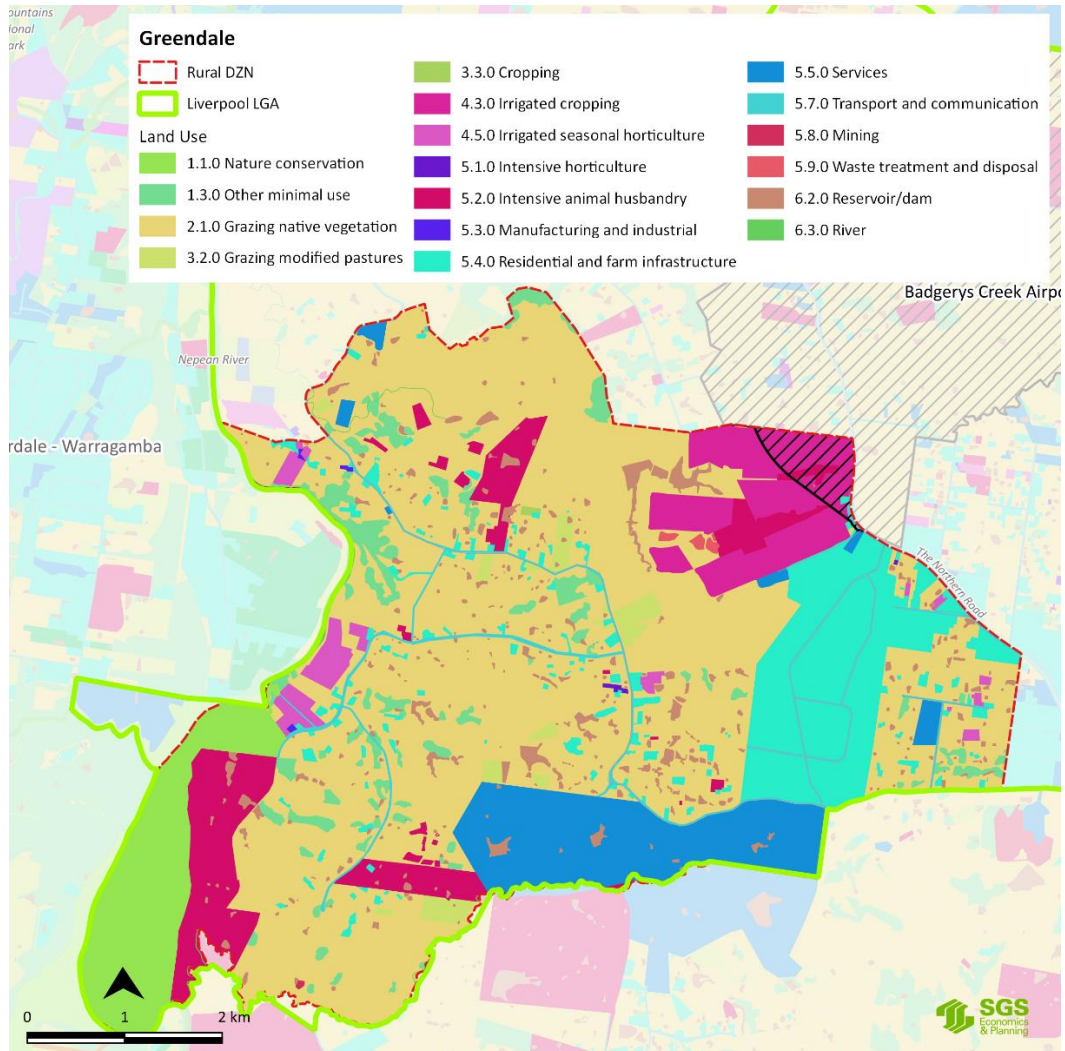 ountains
ional
ark
Greendale
Rural DZN
Liverpool LGA
Land Use
1.1.0 Nature conservation
1.3.0 Other minimal use
2.1.0 Grazing native vegetation
3.2.0 Grazing modified pastures
3.3.0 Cropping
4.3.0 Irrigated cropping
4.5.0 Irrigated seasonal horticulture
5.1.0 Intensive horticulture
5.2.0 Intensive animal husbandry
5.3.0 Manufacturing and industrial
5.4.0 Residential and farm infrastructure
5.5.0 Services
5.7.0 Transport and communication
5.8.0 Mining
5.9.0 Waste treatment and disposal
6.2.0 Reservoir/dam
6.3.0 River
Badgerys Creek Airpo
Nepean River
rdale - Warragamba
The Northern Road
0 1 2 km
SGS
Economics
& Planning